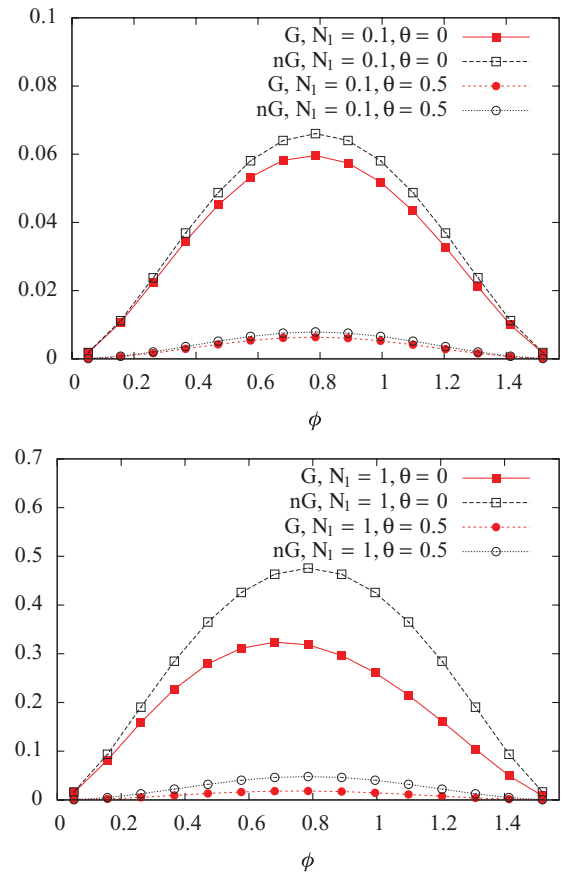 0.1
0.08
0.06
0.04
0.02
0
G, N₁ = 0.1, θ = 0
nG, N₁ = 0.1, θ = 0
G, N₁ = 0.1, θ = 0.5
nG, N₁ = 0.1, θ = 0.5
0 0.2 0.4 0.6 0.8 1 1.2 1.4
ϕ
0.7
0.6
0.5
0.4
0.3
0.2
0.1
0
G, N₁ = 1, θ = 0
nG, N₁ = 1, θ = 0
G, N₁ = 1, θ = 0.5
nG, N₁ = 1, θ = 0.5
0 0.2 0.4 0.6 0.8 1 1.2 1.4
ϕ